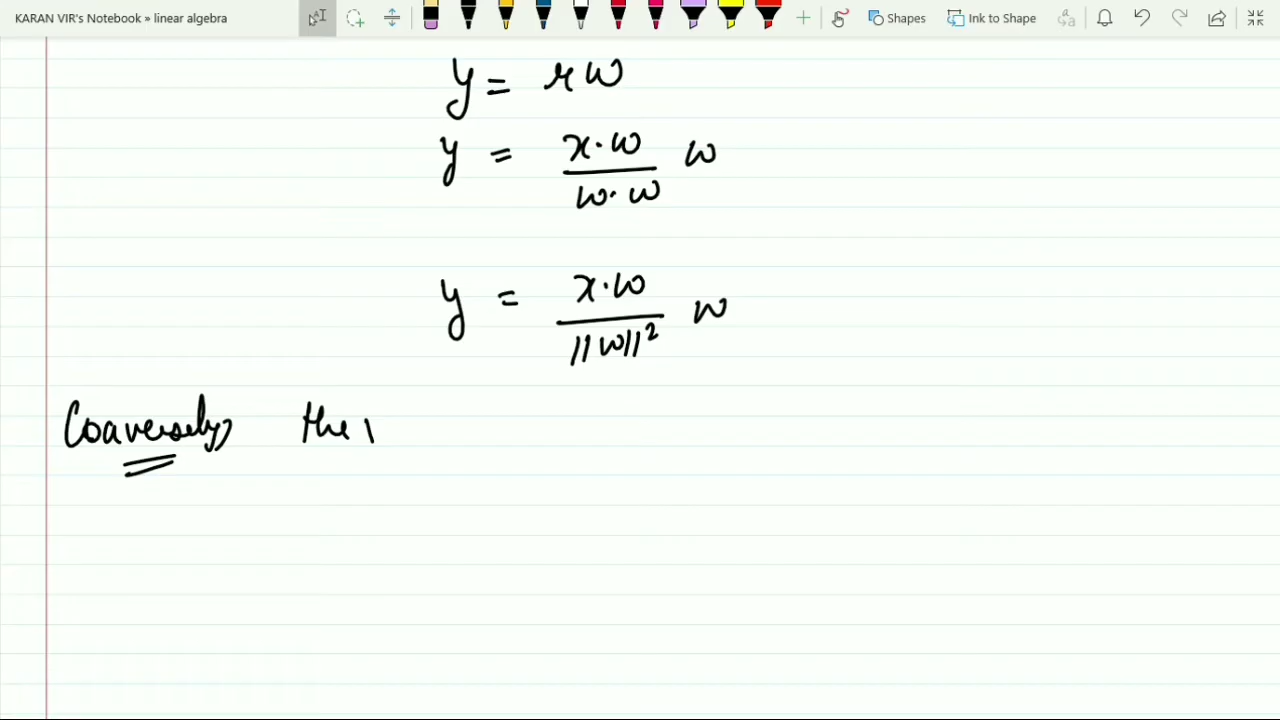 KARAN VIR's Notebook » linear algebra
Shapes
Ink to Shape
y = rw
y = x·w / w·w w
y = x·w / ||w||² w
Conversely, the